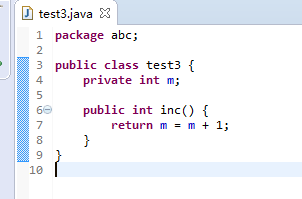 test3.java
1 package abc;
2
3 public class test3 {
4     private int m;
5
6     public int inc() {
7         return m = m + 1;
8     }
9 }
10